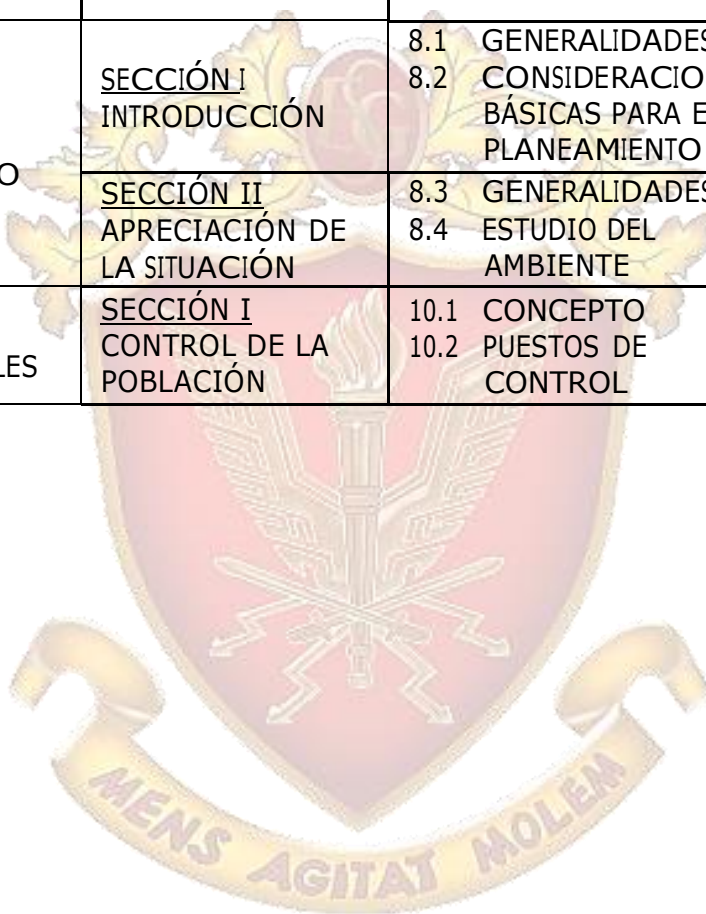 SECCIÓN I
INTRODUCCIÓN
8.1 GENERALIDADES
8.2 CONSIDERACIO
BÁSICAS PARA E
PLANEAMIENTO
O
SECCIÓN II
APRECIACIÓN DE
LA SITUACIÓN
8.3 GENERALIDADES
8.4 ESTUDIO DEL
AMBIENTE
LES
SECCIÓN I
CONTROL DE LA
POBLACIÓN
10.1 CONCEPTO
10.2 PUESTOS DE
CONTROL
MENS AGITAT MOLEM